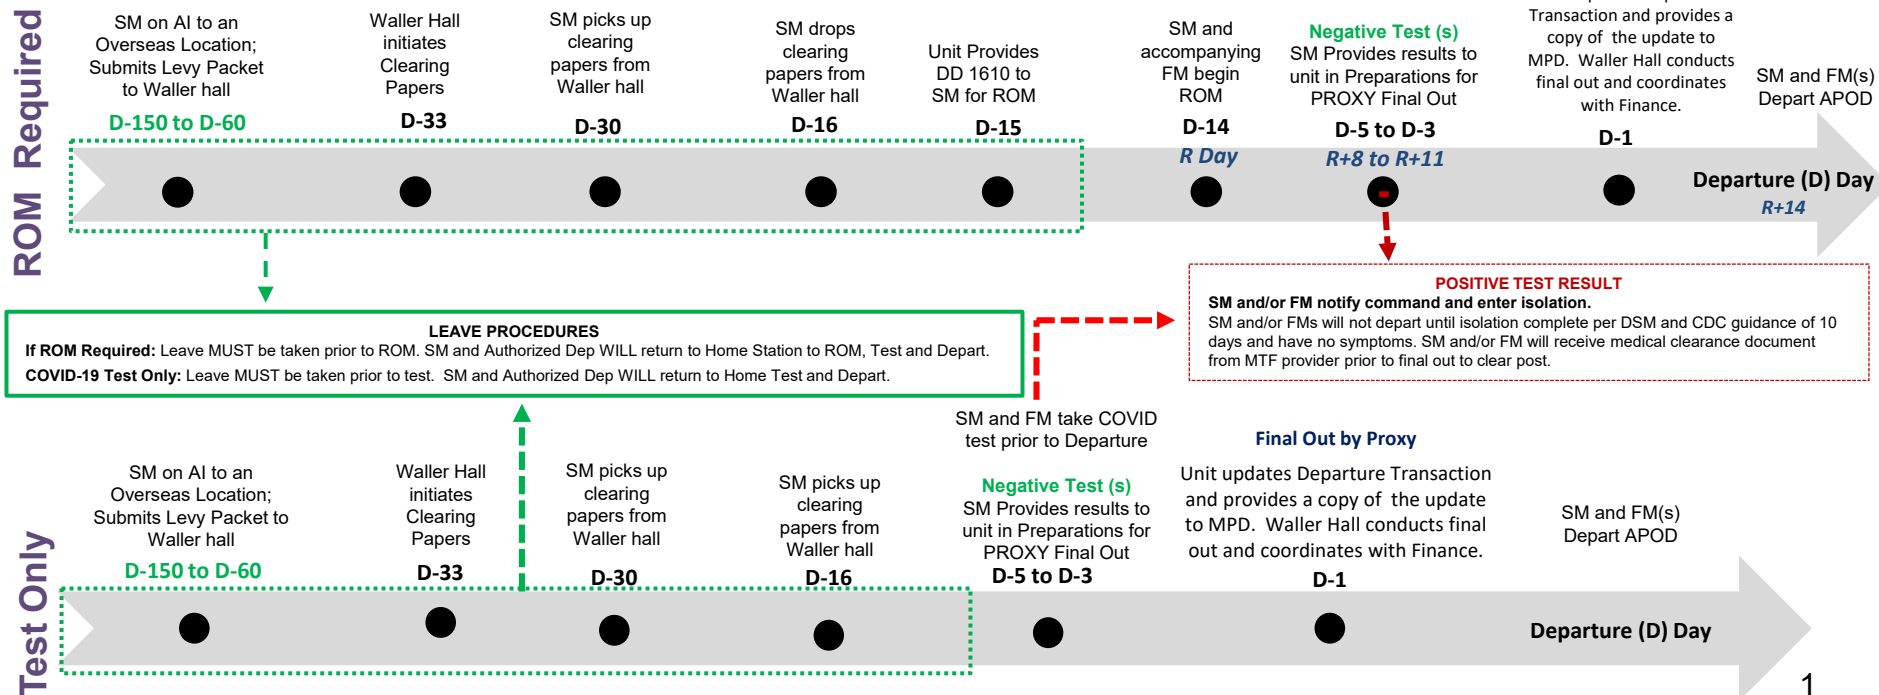 ROM Required
SM on AI to an
Overseas Location;
Submits Levy Packet
to Waller hall
D-150 to D-60
Waller Hall
initiates
Clearing
Papers
D-33
SM picks up
clearing
papers from
Waller hall
D-30
SM drops
clearing
papers from
Waller hall
D-16
Unit Provides
DD 1610 to
SM for ROM
D-15
SM and
accompanying
FM begin
ROM
D-14
R Day
Negative Test (s)
SM Provides results to
unit in Preparations for
PROXY Final Out
D-5 to D-3
R+8 to R+11
Transaction and provides a
copy of the update to
MPD. Waller Hall conducts
final out and coordinates
with Finance.
D-1
SM and FM(s)
Depart APOD
Departure (D) Day
R+14
POSITIVE TEST RESULT
SM and/or FM notify command and enter isolation.
SM and/or FMs will not depart until isolation complete per DSM and CDC guidance of 10
days and have no symptoms. SM and/or FM will receive medical clearance document
from MTF provider prior to final out to clear post.
LEAVE PROCEDURES
If ROM Required: Leave MUST be taken prior to ROM. SM and Authorized Dep WILL return to Home Station to ROM, Test and Depart.
COVID-19 Test Only: Leave MUST be taken prior to test. SM and Authorized Dep WILL return to Home Test and Depart.
Test Only
SM on AI to an
Overseas Location;
Submits Levy Packet to
Waller hall
D-150 to D-60
Waller Hall
initiates
Clearing
Papers
D-33
SM picks up
clearing
papers from
Waller hall
D-30
SM picks up
clearing
papers from
Waller hall
D-16
SM and FM take COVID
test prior to Departure
Negative Test (s)
SM Provides results to
unit in Preparations for
PROXY Final Out
D-5 to D-3
Final Out by Proxy
Unit updates Departure Transaction
and provides a copy of the update
to MPD. Waller Hall conducts final
out and coordinates with Finance.
D-1
SM and FM(s)
Depart APOD
Departure (D) Day
1